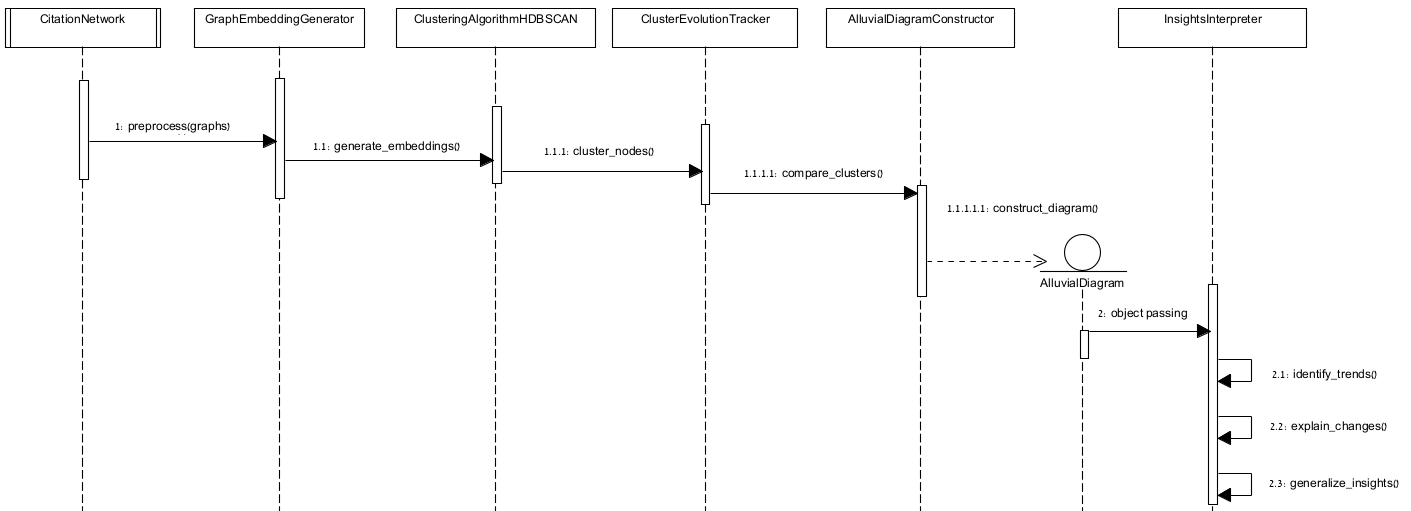 CitationNetwork
GraphEmbeddingGenerator
ClusteringAlgorithmHDBSCAN
ClusterEvolutionTracker
AlluvialDiagramConstructor
InsightsInterpreter
1: preprocess(graphs)
1.1: generate_embeddings()
1.1.1: cluster_nodes()
1.1.1.1: compare_clusters()
1.1.1.1.1: construct_diagram()
AlluvialDiagram
2: object passing
2.1: identify_trends()
2.2: explain_changes()
2.3: generalize_insights()